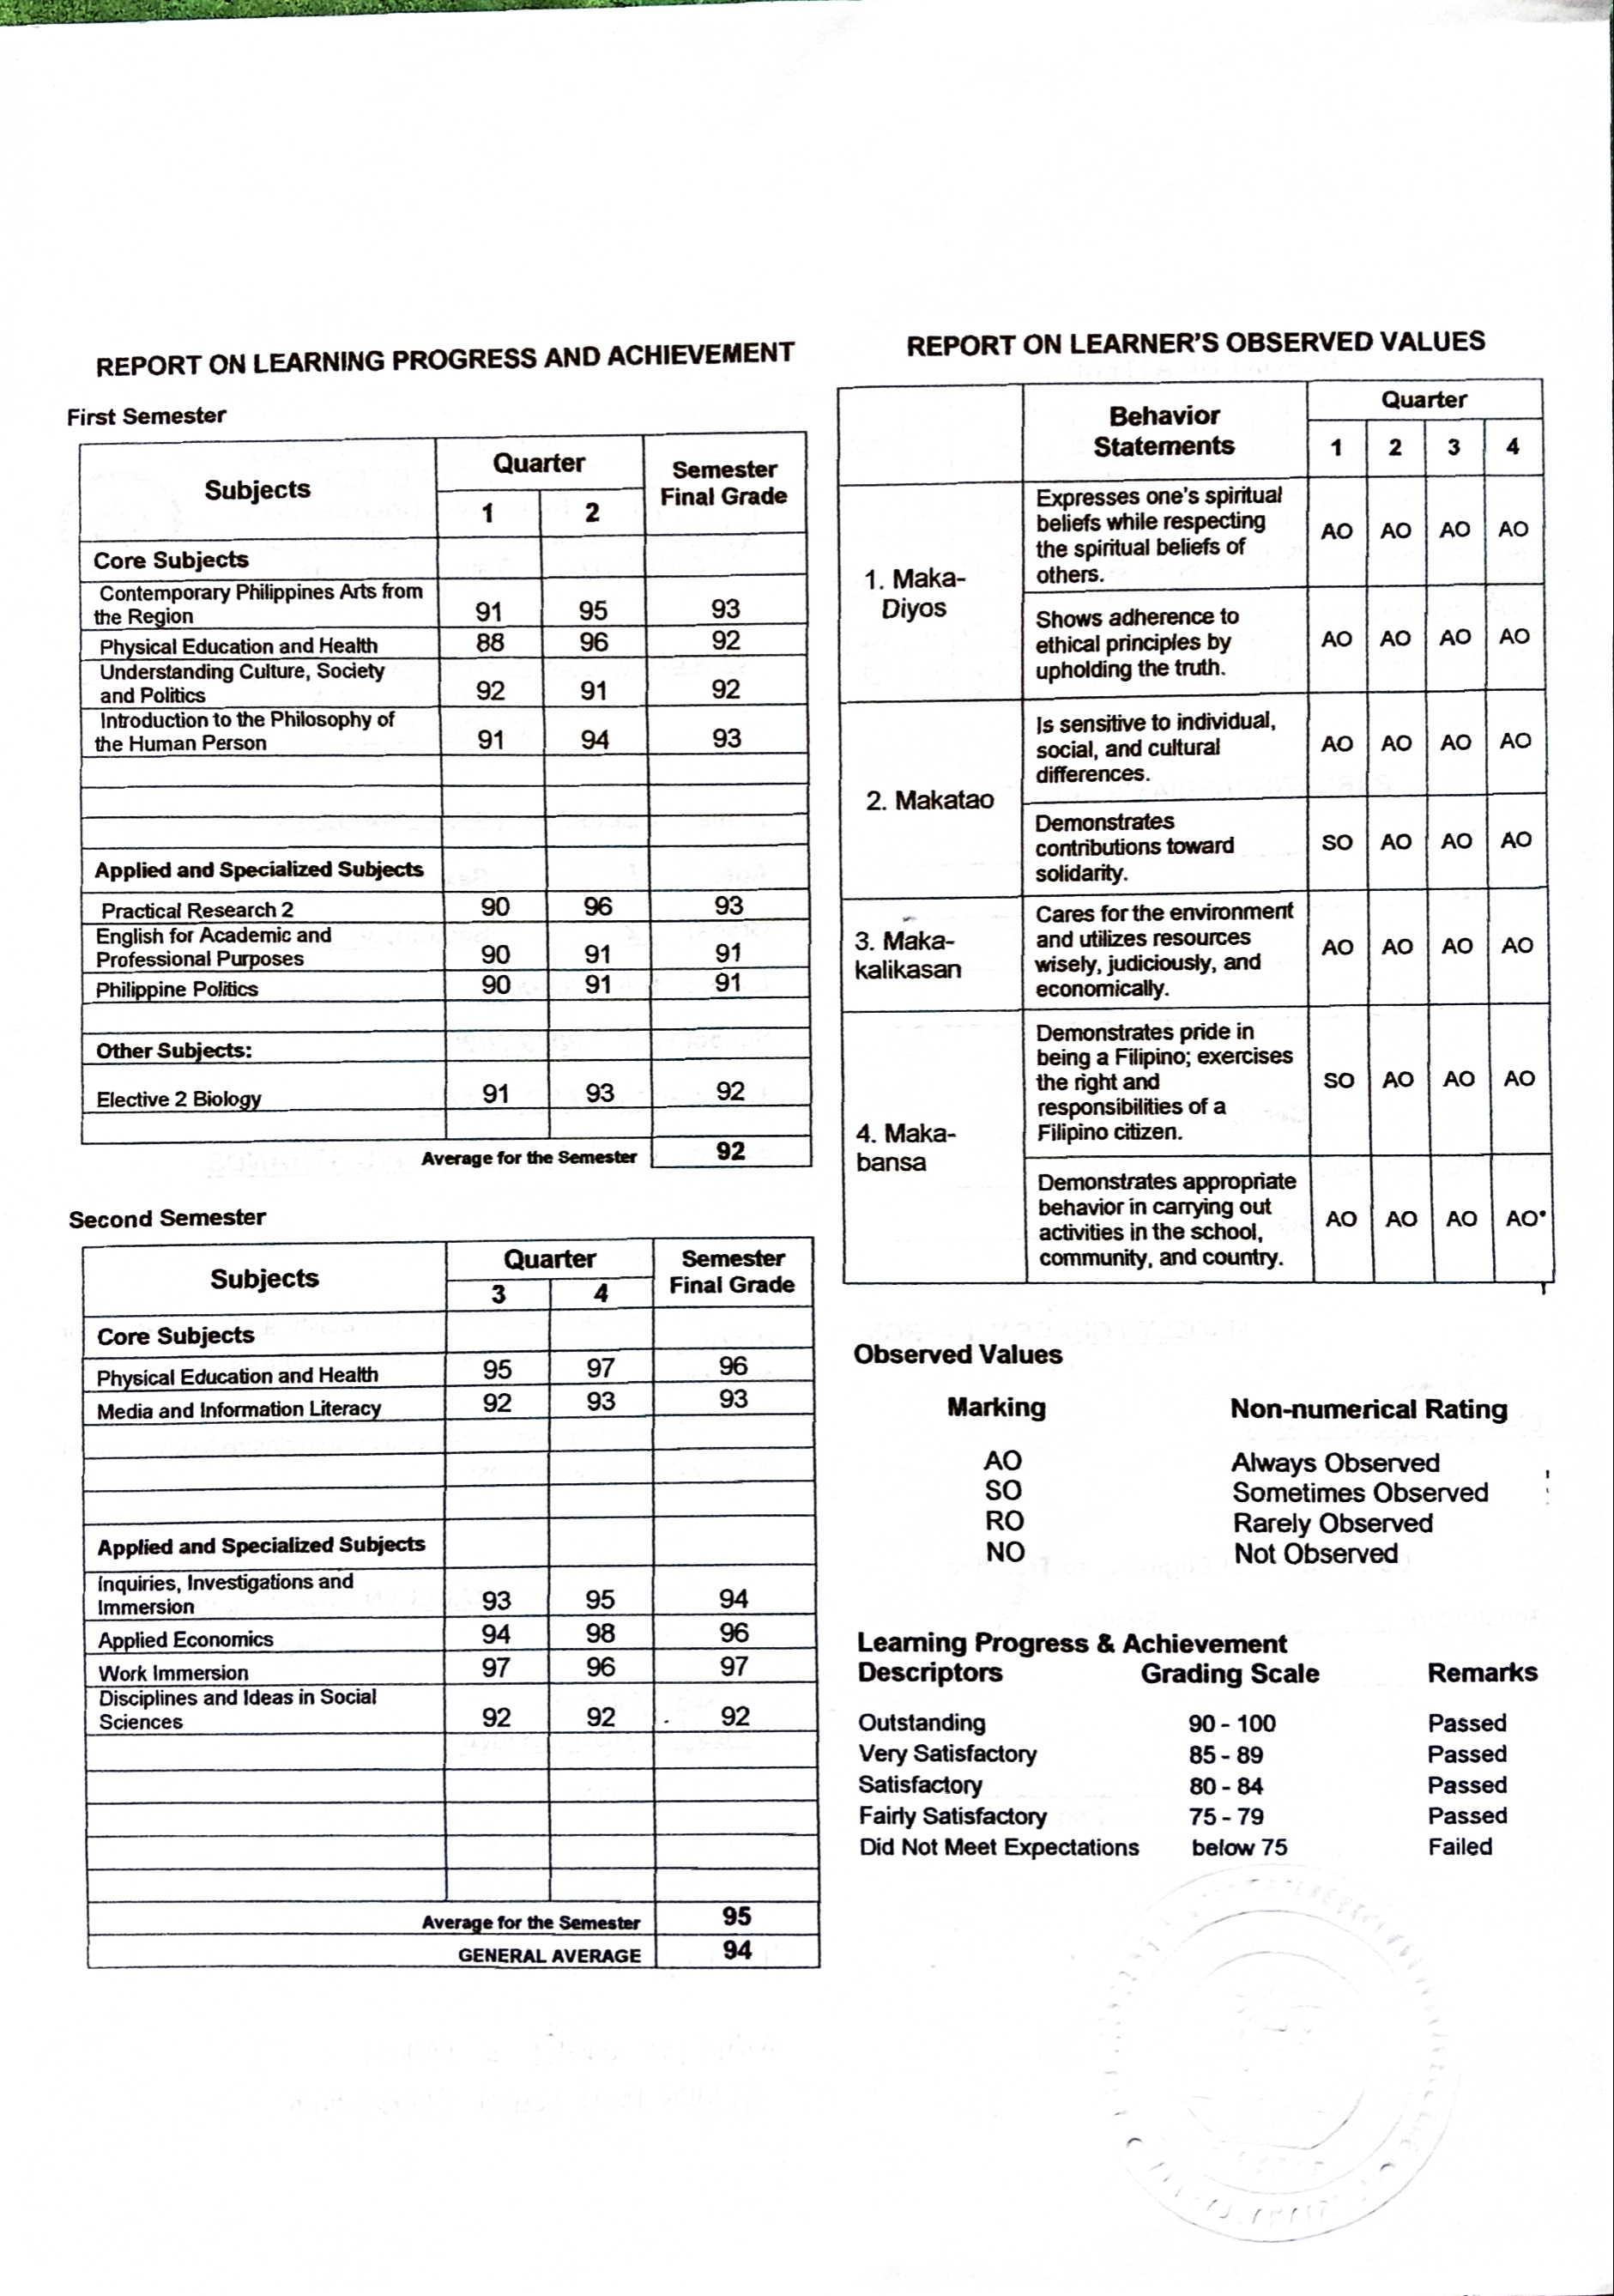 REPORT ON LEARNING PROGRESS AND ACHIEVEMENT
First Semester
Subjects
Quarter
Semester
Final Grade
1 2
Core Subjects
Contemporary Philippines Arts from
the Region 91 95 93
Physical Education and Health 88 96 92
Understanding Culture, Society
and Politics 92 91 92
Introduction to the Philosophy of
the Human Person 91 94 93
Applied and Specialized Subjects
Practical Research 2 90 96 93
English for Academic and
Professional Purposes 90 91 91
Philippine Politics 90 91 91
Other Subjects:
Elective 2 Biology 91 93 92
Average for the Semester 92
Second Semester
Subjects
Quarter
Semester
Final Grade
3 4
Core Subjects
Physical Education and Health 95 97 96
Media and Information Literacy 92 93 93
Applied and Specialized Subjects
Inquiries, Investigations and
Immersion 93 95 94
Applied Economics 94 98 96
Work Immersion 97 96 97
Disciplines and Ideas in Social
Sciences 92 92 92
Average for the Semester 95
GENERAL AVERAGE 94
REPORT ON LEARNER'S OBSERVED VALUES
Behavior
Statements
Quarter
1 2 3 4
1. Maka-
Diyos
Expresses one's spiritual
beliefs while respecting
the spiritual beliefs of
others.
AO AO AO AO
Shows adherence to
ethical principles by
upholding the truth.
AO AO AO AO
2. Makatao
Is sensitive to individual,
social, and cultural
differences.
AO AO AO AO
Demonstrates
contributions toward
solidarity.
SO AO AO AO
3. Maka-
kalikasan
Cares for the environment
and utilizes resources
wisely, judiciously, and
economically.
AO AO AO AO
4. Maka-
bansa
Demonstrates pride in
being a Filipino; exercises
the right and
responsibilities of a
Filipino citizen.
SO AO AO AO
Demonstrates appropriate
behavior in carrying out
activities in the school,
community, and country.
AO AO AO AO
Observed Values
Marking Non-numerical Rating
AO Always Observed
SO Sometimes Observed
RO Rarely Observed
NO Not Observed
Learning Progress & Achievement
Descriptors Grading Scale Remarks
Outstanding 90 - 100 Passed
Very Satisfactory 85 - 89 Passed
Satisfactory 80 - 84 Passed
Fairly Satisfactory 75 - 79 Passed
Did Not Meet Expectations below 75 Failed